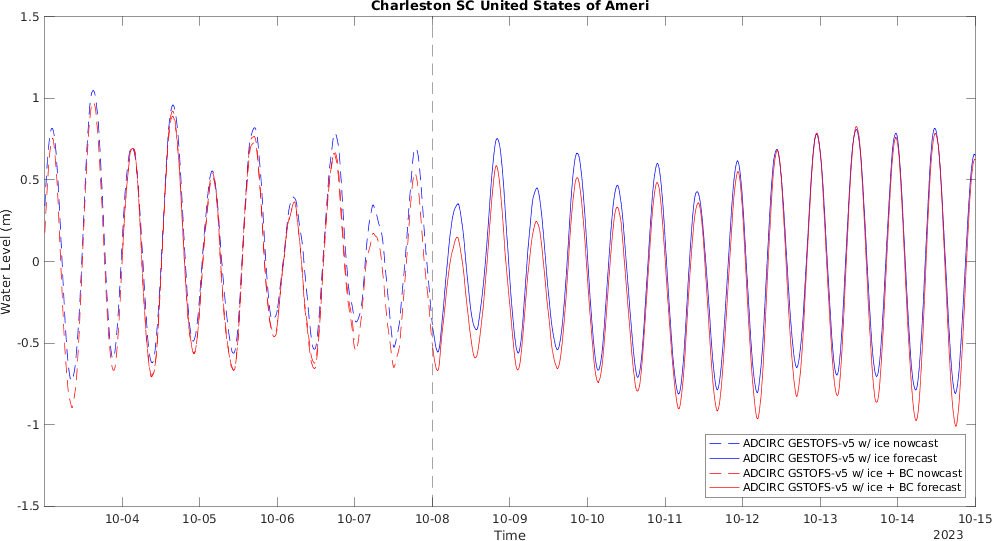 Charleston SC United States of Ameri
1.5
1
0.5
0
-0.5
-1
-1.5
Water Level (m)
ADCIRC GESTOFS-v5 w/ ice nowcast
ADCIRC GESTOFS-v5 w/ ice forecast
ADCIRC GSTOFS-v5 w/ ice + BC nowcast
ADCIRC GSTOFS-v5 w/ ice + BC forecast
10-04 10-05 10-06 10-07 10-08 10-09 10-10 10-11 10-12 10-13 10-14 10-15
Time
2023